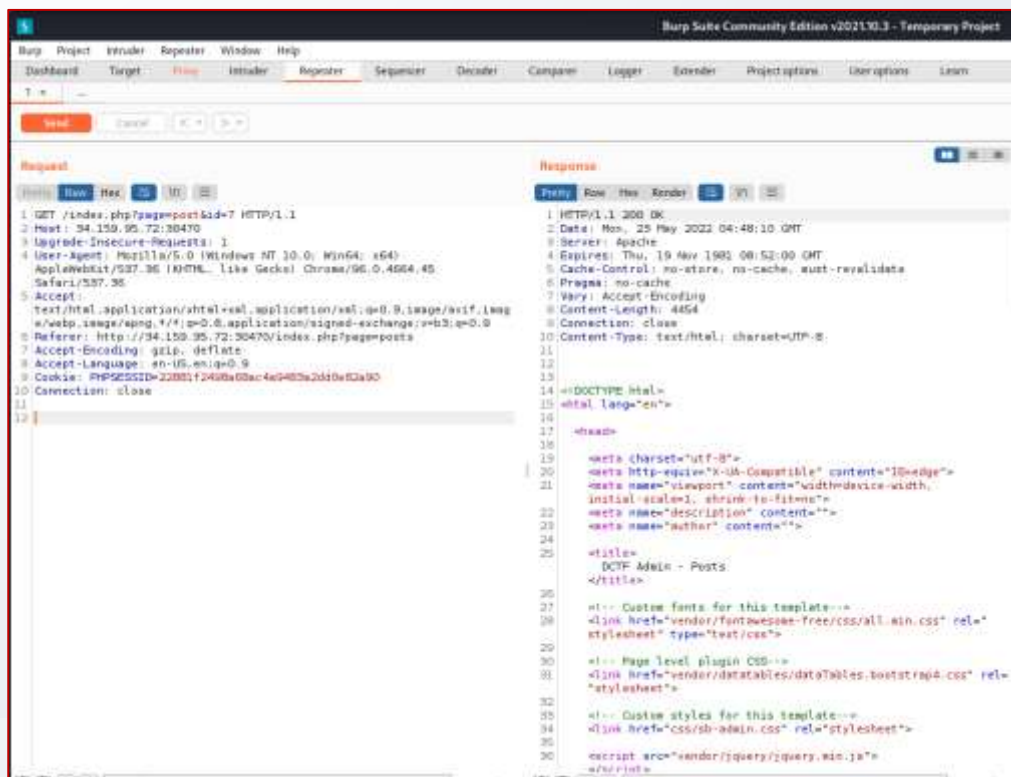 Burp Suite Community Edition v2021.10.3 - Temporary Project
Burp Project Intruder Repeater Window Help
Dashboard Target Proxy Intruder Repeater Sequencer Decoder Comparer Logger Extender Project options User options Learn
1 × ...
Send Cancel < >
Request
Pretty Raw Hex \n
1 GET /index.php?page=post&id=7 HTTP/1.1
2 Host: 34.159.95.72:30470
3 Upgrade-Insecure-Requests: 1
4 User-Agent: Mozilla/5.0 (Windows NT 10.0; Win64; x64)
AppleWebKit/537.36 (KHTML, like Gecko) Chrome/96.0.4664.45
Safari/537.36
5 Accept:
text/html,application/xhtml+xml,application/xml;q=0.9,image/avif,imag
e/webp,image/apng,*/*;q=0.8,application/signed-exchange;v=b3;q=0.9
6 Referer: http://34.159.95.72:30470/index.php?page=posts
7 Accept-Encoding: gzip, deflate
8 Accept-Language: en-US,en;q=0.9
9 Cookie: PHPSESSID=
10 Connection: close
11
12
Response
Pretty Raw Hex Render \n
1 HTTP/1.1 200 OK
2 Date: Mon, 23 May 2022 04:48:10 GMT
3 Server: Apache
4 Expires: Thu, 19 Nov 1981 08:52:00 GMT
5 Cache-Control: no-store, no-cache, must-revalidate
6 Pragma: no-cache
7 Vary: Accept-Encoding
8 Content-Length: 4454
9 Connection: close
10 Content-Type: text/html; charset=UTF-8
11
12
13
14 <!DOCTYPE html>
15 <html lang="en">
16
17 <head>
18
19 <meta charset="utf-8">
20 <meta http-equiv="X-UA-Compatible" content="IE=edge">
21 <meta name="viewport" content="width=device-width,
initial-scale=1, shrink-to-fit=no">
22 <meta name="description" content="">
23 <meta name="author" content="">
24
25 <title>
DCTF Admin - Posts
</title>
26
27 <!-- Custom fonts for this template-->
28 <link href="vendor/fontawesome-free/css/all.min.css" rel="
stylesheet" type="text/css">
29
30 <!-- Page level plugin CSS-->
31 <link href="vendor/datatables/dataTables.bootstrap4.css" rel=
"stylesheet">
32
33 <!-- Custom styles for this template-->
34 <link href="css/sb-admin.css" rel="stylesheet">
35
36 <script src="vendor/jquery/jquery.min.js">
</script>